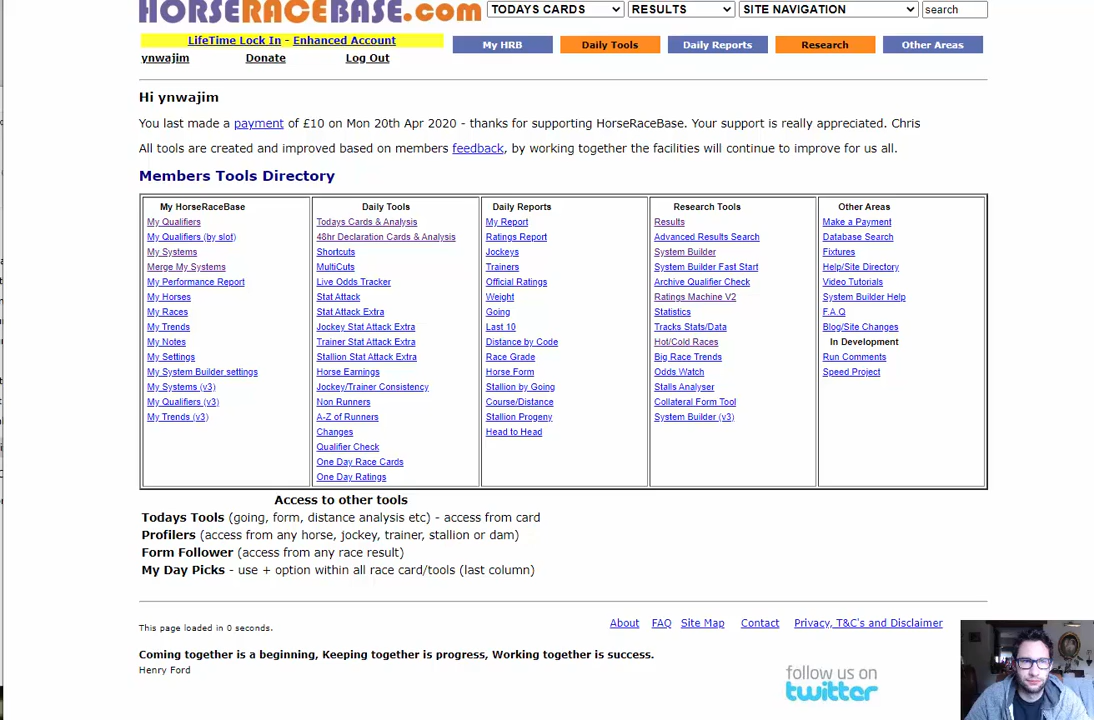 HORSERACEBASE.com
TODAYS CARDS RESULTS SITE NAVIGATION search
LifeTime Lock In - Enhanced Account
My HRB Daily Tools Daily Reports Research Other Areas
ynwajim Donate Log Out
Hi ynwajim
You last made a payment of £10 on Mon 20th Apr 2020 - thanks for supporting HorseRaceBase. Your support is really appreciated. Chris
All tools are created and improved based on members feedback, by working together the facilities will continue to improve for us all.
Members Tools Directory
My HorseRaceBase
My Qualifiers
My Qualifiers (by slot)
My Systems
Merge My Systems
My Performance Report
My Horses
My Races
My Trends
My Notes
My Settings
My System Builder settings
My Systems (v3)
My Qualifiers (v3)
My Trends (v3)
Daily Tools
Todays Cards & Analysis
48hr Declaration Cards & Analysis
Shortcuts
MultiCuts
Live Odds Tracker
Stat Attack
Stat Attack Extra
Jockey Stat Attack Extra
Trainer Stat Attack Extra
Stallion Stat Attack Extra
Horse Earnings
Jockey/Trainer Consistency
Non Runners
A-Z of Runners
Changes
Qualifier Check
One Day Race Cards
One Day Ratings
Daily Reports
My Report
Ratings Report
Jockeys
Trainers
Official Ratings
Weight
Going
Last 10
Distance by Code
Race Grade
Horse Form
Stallion by Going
Course/Distance
Stallion Progeny
Head to Head
Research Tools
Results
Advanced Results Search
System Builder
System Builder Fast Start
Archive Qualifier Check
Ratings Machine V2
Statistics
Tracks Stats/Data
Hot/Cold Races
Big Race Trends
Odds Watch
Stalls Analyser
Collateral Form Tool
System Builder (v3)
Other Areas
Make a Payment
Database Search
Fixtures
Help/Site Directory
Video Tutorials
System Builder Help
F.A.Q
Blog/Site Changes
In Development
Run Comments
Speed Project
Access to other tools
Todays Tools (going, form, distance analysis etc) - access from card
Profilers (access from any horse, jockey, trainer, stallion or dam)
Form Follower (access from any race result)
My Day Picks - use + option within all race card/tools (last column)
This page loaded in 0 seconds.
About FAQ Site Map Contact Privacy, T&C's and Disclaimer
Coming together is a beginning, Keeping together is progress, Working together is success.
Henry Ford
follow us on
twitter